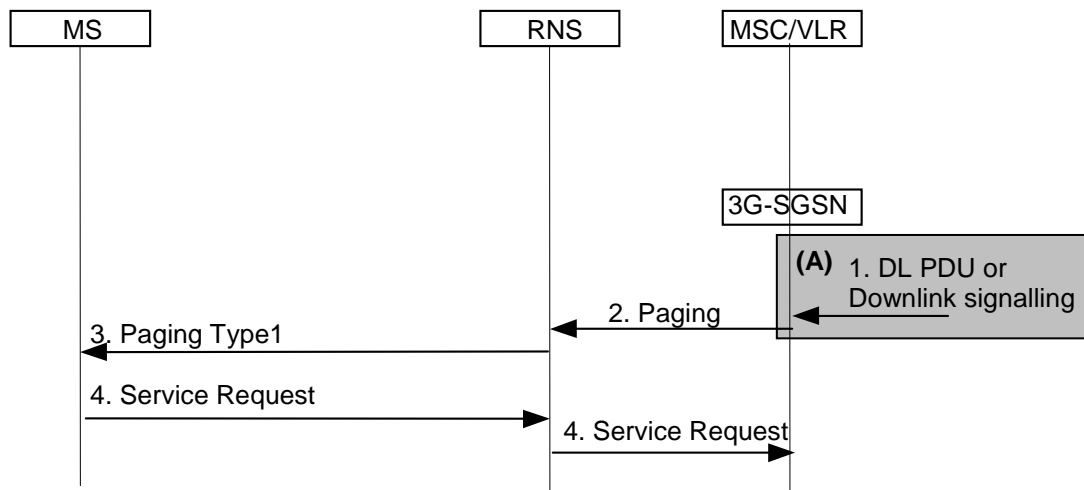 MS
RNS
MSC/VLR
3G-SGSN
(A)
1. DL PDU or
Downlink signalling
2. Paging
3. Paging Type1
4. Service Request
4. Service Request